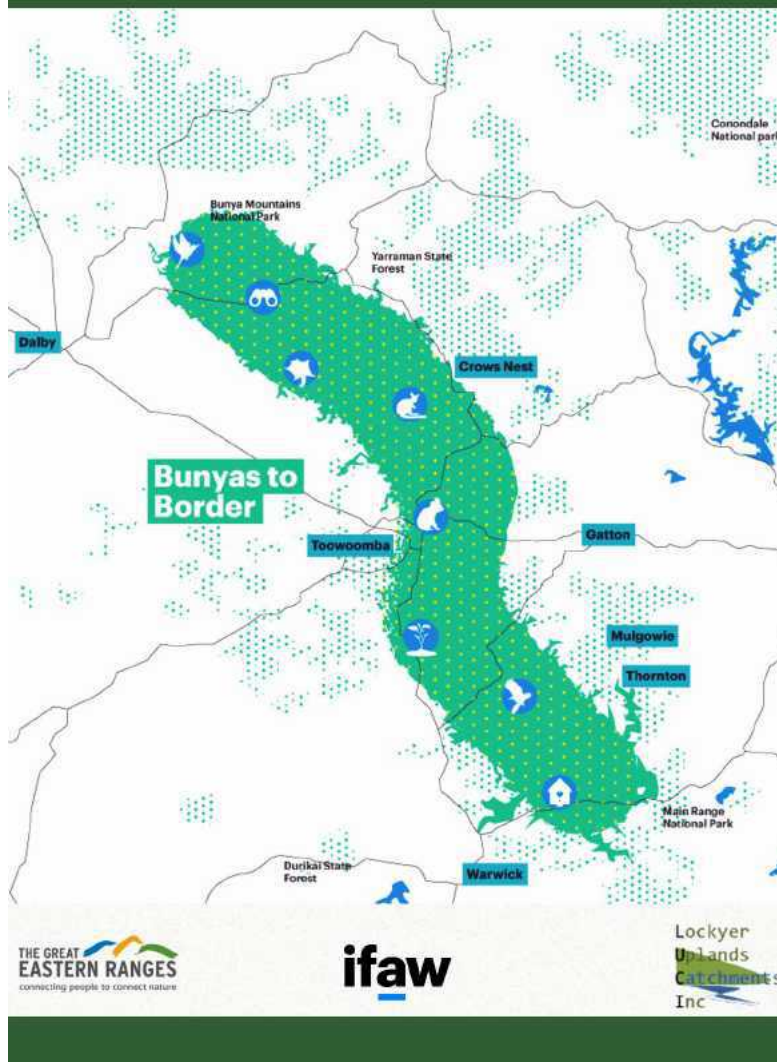 Conondale
National park
Bunya Mountains
National Park
Yarraman State
Forest
Dalby
Crows Nest
Bunyas to
Border
Toowoomba
Gatton
Mulgowie
Thornton
Main Range
National Park
Durikai State
Forest
Warwick
THE GREAT
EASTERN RANGES
connecting people to connect nature
ifaw
Lockyer
Uplands
Catchments
Inc